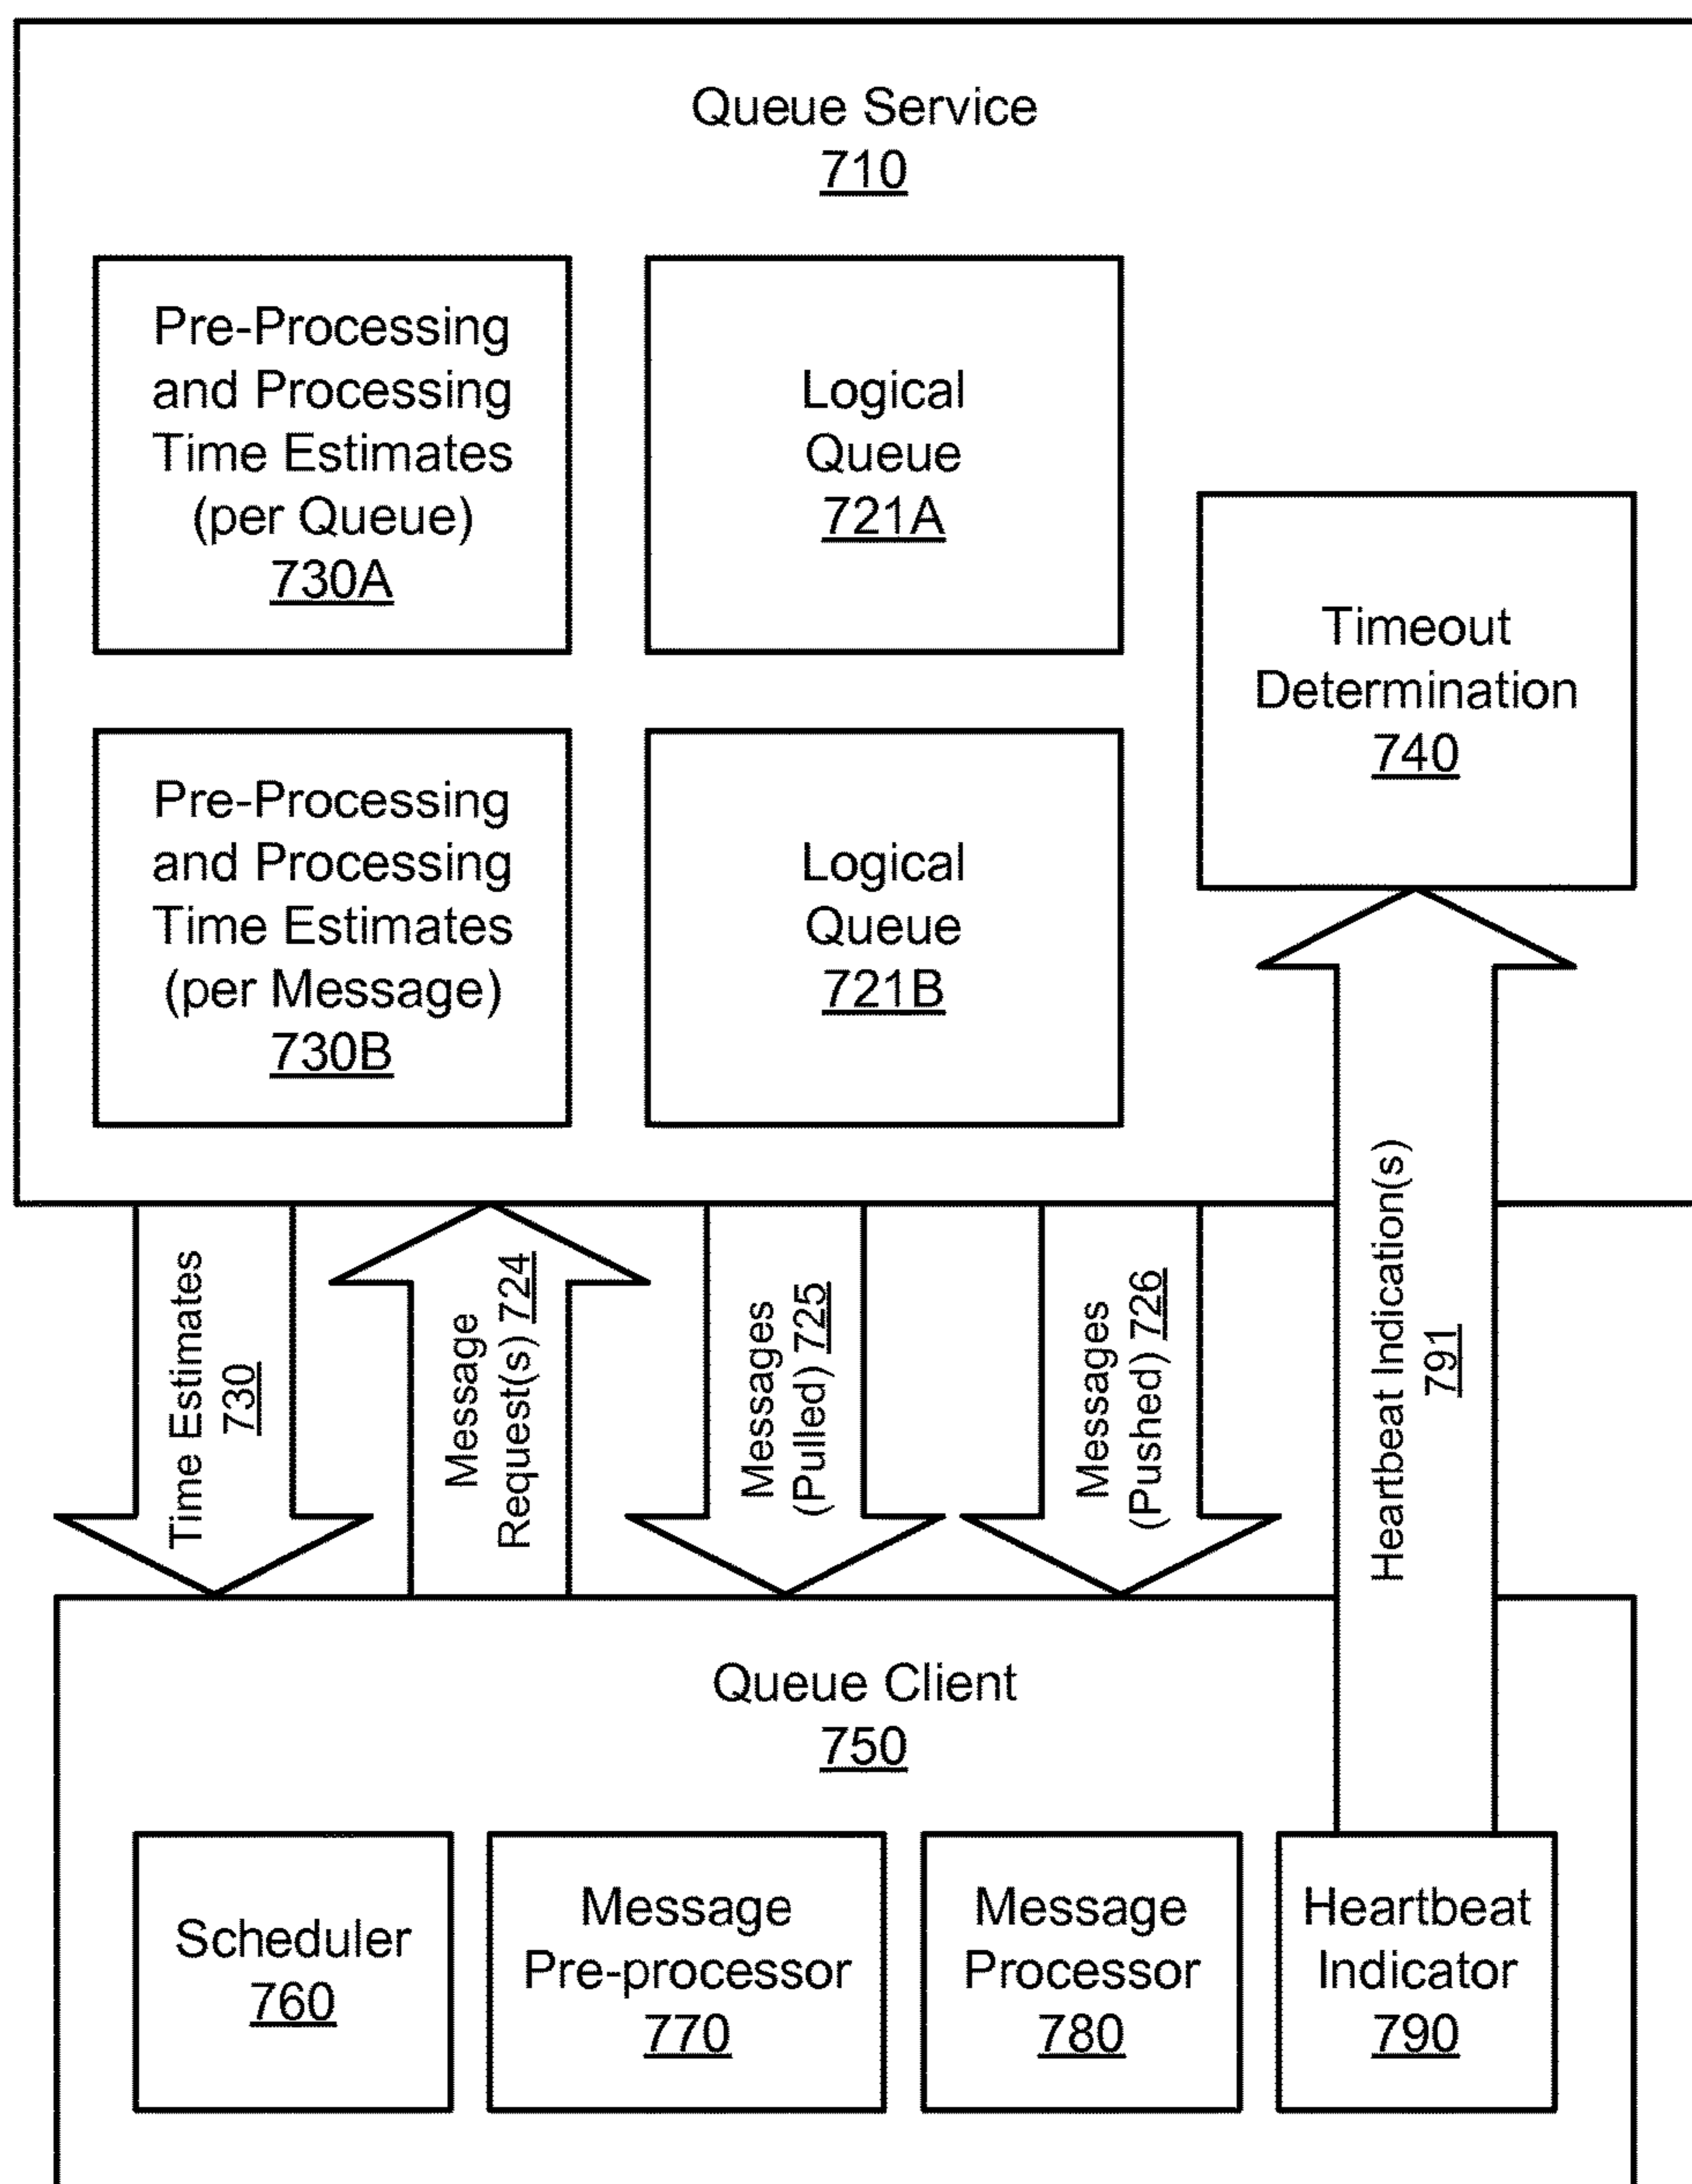 Queue Service
710
Pre-Processing
and Processing
Time Estimates
(per Queue)
730A
Logical
Queue
721A
Timeout
Determination
740
Pre-Processing
and Processing
Time Estimates
(per Message)
730B
Logical
Queue
721B
Time Estimates
730
Message
Request(s) 724
Messages
(Pulled) 725
Messages
(Pushed) 726
Heartbeat Indication(s)
791
Queue Client
750
Scheduler
760
Message
Pre-processor
770
Message
Processor
780
Heartbeat
Indicator
790